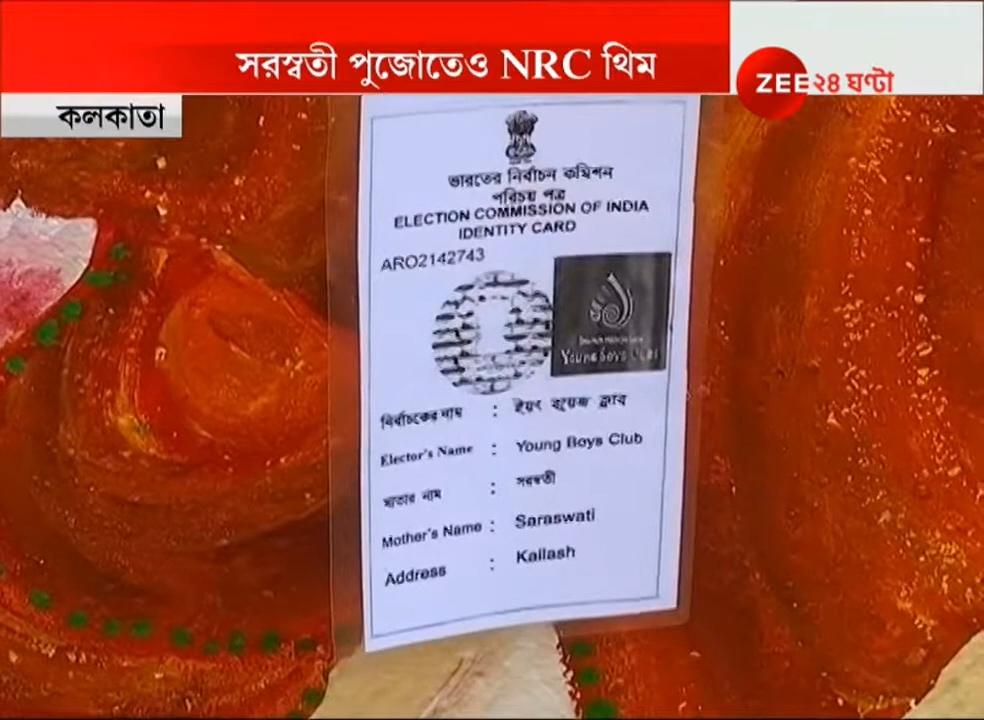 সরস্বতী পুজোতেও NRC থিম
ZEE ২৪ ঘণ্টা
কলকাতা
ভারতের নির্বাচন কমিশন
পরিচয় পত্র
ELECTION COMMISSION OF INDIA
IDENTITY CARD
ARO2142743
Young Boys Club
নির্বাচকের নাম : ইয়ং বয়েজ ক্লাব
Elector's Name : Young Boys Club
মাতার নাম : সরস্বতী
Mother's Name : Saraswati
Address : Kailash